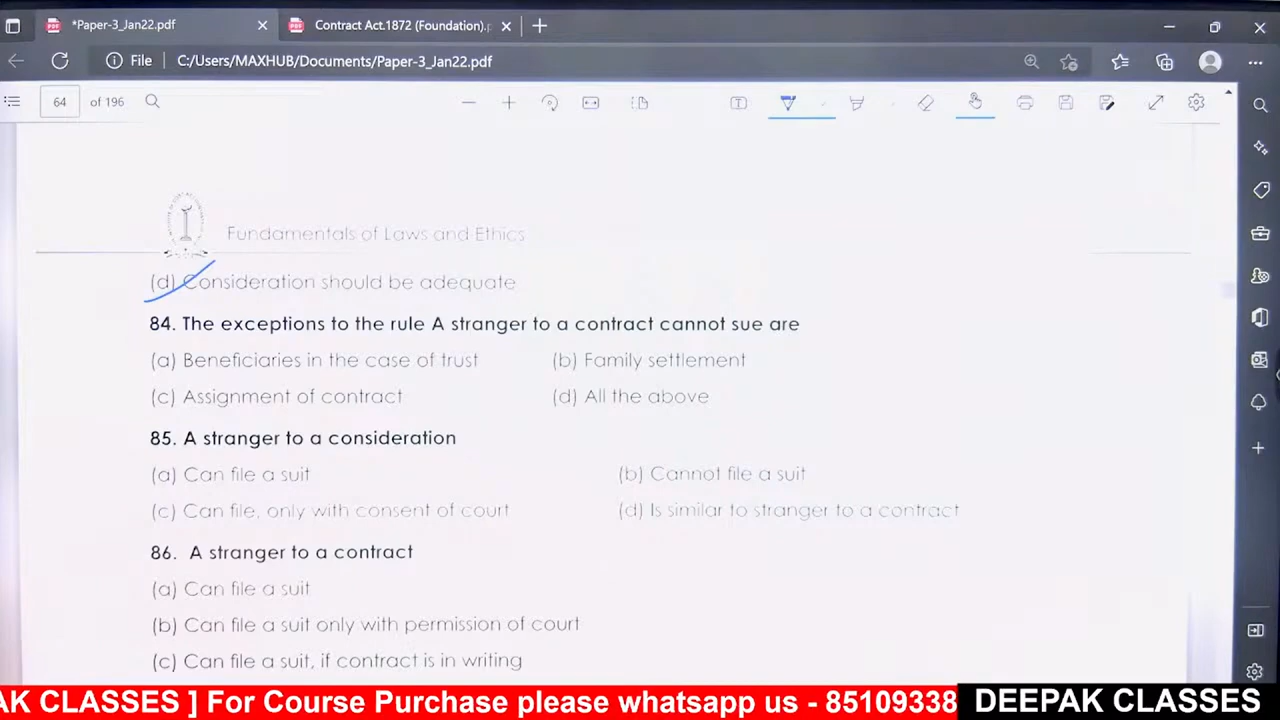 *Paper-3_Jan22.pdf
Contract Act.1872 (Foundation).p
File
C:/Users/MAXHUB/Documents/Paper-3_Jan22.pdf
64 of 196
Fundamentals of Laws and Ethics
(d) Consideration should be adequate
84. The exceptions to the rule A stranger to a contract cannot sue are
(a) Beneficiaries in the case of trust (b) Family settlement
(c) Assignment of contract (d) All the above
85. A stranger to a consideration
(a) Can file a suit (b) Cannot file a suit
(c) Can file, only with consent of court (d) Is similar to stranger to a contract
86. A stranger to a contract
(a) Can file a suit
(b) Can file a suit only with permission of court
(c) Can file a suit, if contract is in writing
AK CLASSES ] For Course Purchase please whatsapp us - 85109338 DEEPAK CLASSES